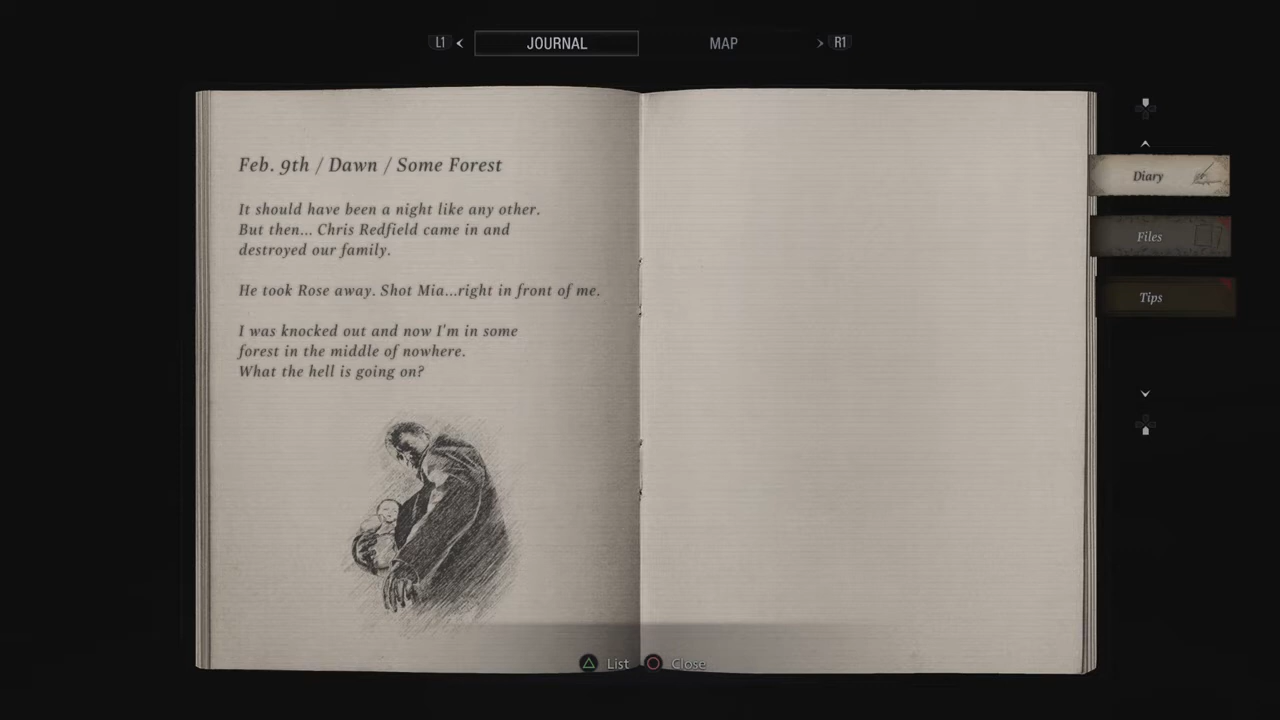 L1 JOURNAL MAP R1
Feb. 9th / Dawn / Some Forest
It should have been a night like any other.
But then... Chris Redfield came in and
destroyed our family.
He took Rose away. Shot Mia...right in front of me.
I was knocked out and now I'm in some
forest in the middle of nowhere.
What the hell is going on?
Diary
Files
Tips
List Close